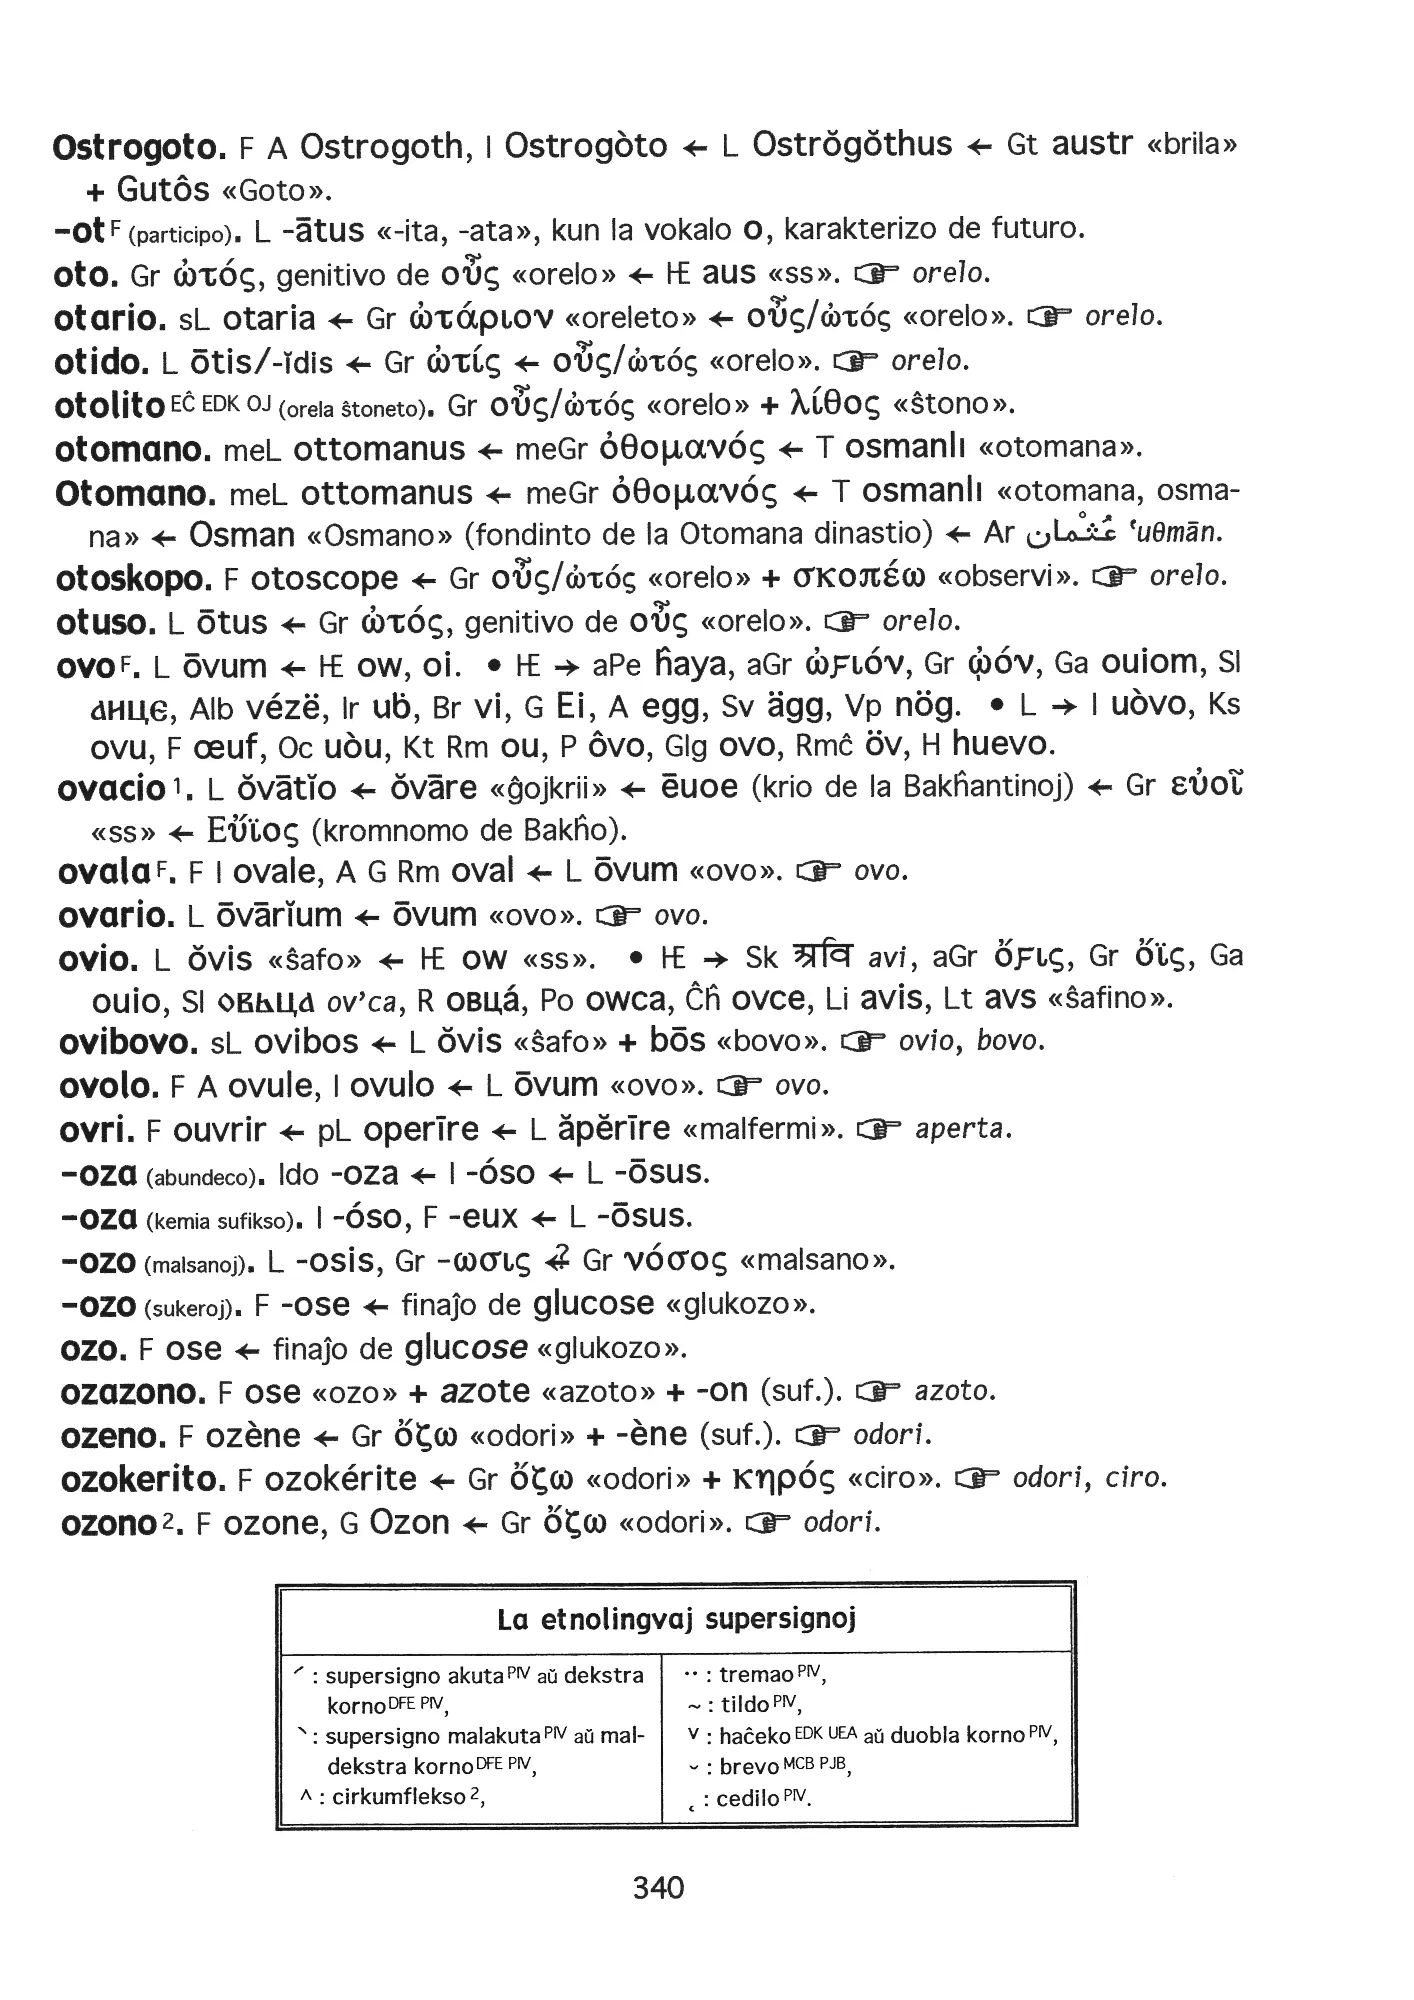 Ostrogoto. F A Ostrogoth, I Ostrogòto ← L Ostrŏgŏthus ← Gt austr «brila»
+ Gutôs «Goto».
-ot F (participo). L -ātus «-ita, -ata», kun la vokalo o, karakterizo de futuro.
oto. Gr ὠτός, genitivo de οὖς «orelo» ← IE aus «ss». ☞ orelo.
otario. sL otaria ← Gr ὠτάριον «oreleto» ← οὖς/ὠτός «orelo». ☞ orelo.
otido. L ōtis/-ĭdis ← Gr ὠτίς ← οὖς/ὠτός «orelo». ☞ orelo.
otolito EĈ EDK OJ (orela ŝtoneto). Gr οὖς/ὠτός «orelo» + λίθος «ŝtono».
otomano. meL ottomanus ← meGr ὀθομανός ← T osmanlı «otomana».
Otomano. meL ottomanus ← meGr ὀθομανός ← T osmanlı «otomana, osma-
na» ← Osman «Osmano» (fondinto de la Otomana dinastio) ← Ar عُثْمان ʿuθmān.
otoskopo. F otoscope ← Gr οὖς/ὠτός «orelo» + σκοπέω «observi». ☞ orelo.
otuso. L ōtus ← Gr ὠτός, genitivo de οὖς «orelo». ☞ orelo.
ovo F. L ōvum ← IE ow, oi. • IE → aPe ĥaya, aGr ὠϝιόν, Gr ᾠόν, Ga ouiom, Sl
аице, Alb vézë, Ir ub, Br vi, G Ei, A egg, Sv ägg, Vp nög. • L → I uòvo, Ks
ovu, F œuf, Oc uòu, Kt Rm ou, P ôvo, Glg ovo, Rmĉ öv, H huevo.
ovacio 1. L ŏvātĭo ← ŏvāre «ĝojkrii» ← ēuoe (krio de la Bakĥantinoj) ← Gr εὐοῖ
«ss» ← Εὔϊος (kromnomo de Bakĥo).
ovala F. F I ovale, A G Rm oval ← L ōvum «ovo». ☞ ovo.
ovario. L ōvārĭum ← ōvum «ovo». ☞ ovo.
ovio. L ŏvis «ŝafo» ← IE ow «ss». • IE → Sk अवि avi, aGr ὄϝις, Gr ὄϊς, Ga
ouio, Sl овьца ov'ca, R овцá, Po owca, Ĉĥ ovce, Li avis, Lt avs «ŝafino».
ovibovo. sL ovibos ← L ŏvis «ŝafo» + bōs «bovo». ☞ ovio, bovo.
ovolo. F A ovule, I ovulo ← L ōvum «ovo». ☞ ovo.
ovri. F ouvrir ← pL operīre ← L ăpĕrīre «malfermi». ☞ aperta.
-oza (abundeco). Ido -oza ← I -óso ← L -ōsus.
-oza (kemia sufikso). I -óso, F -eux ← L -ōsus.
-ozo (malsanoj). L -osis, Gr -ωσις ←? Gr νόσος «malsano».
-ozo (sukeroj). F -ose ← finaĵo de glucose «glukozo».
ozo. F ose ← finaĵo de glucose «glukozo».
ozazono. F ose «ozo» + azote «azoto» + -on (suf.). ☞ azoto.
ozeno. F ozène ← Gr ὄζω «odori» + -ène (suf.). ☞ odori.
ozokerito. F ozokérite ← Gr ὄζω «odori» + κηρός «ciro». ☞ odori, ciro.
ozono 2. F ozone, G Ozon ← Gr ὄζω «odori». ☞ odori.
La etnolingvaj supersignoj
´ : supersigno akuta PIV aŭ dekstra
korno DFE PIV,
` : supersigno malakuta PIV aŭ mal-
dekstra korno DFE PIV,
^ : cirkumflekso 2,
·· : tremao PIV,
~ : tildo PIV,
ˇ : haĉeko EDK UEA aŭ duobla korno PIV,
˘ : brevo MCB PJB,
¸ : cedilo PIV.
340